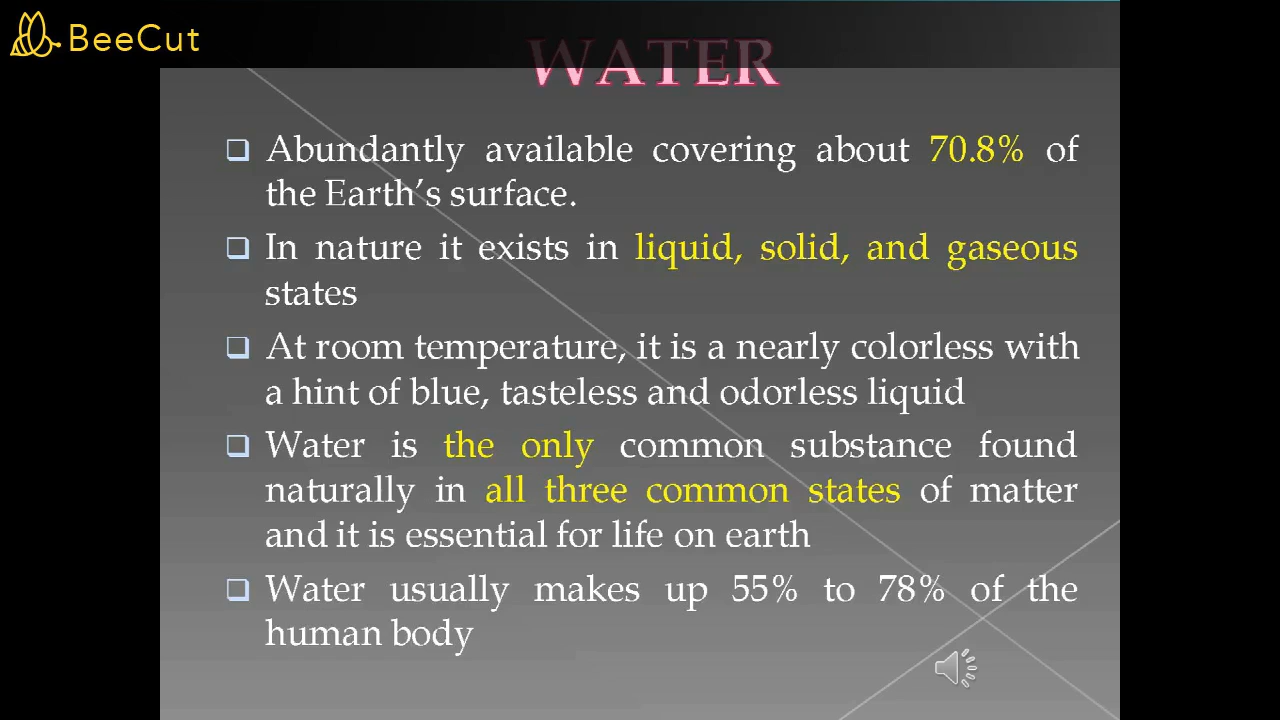 BeeCut
WATER
❑ Abundantly available covering about 70.8% of
the Earth's surface.
❑ In nature it exists in liquid, solid, and gaseous
states
❑ At room temperature, it is a nearly colorless with
a hint of blue, tasteless and odorless liquid
❑ Water is the only common substance found
naturally in all three common states of matter
and it is essential for life on earth
❑ Water usually makes up 55% to 78% of the
human body